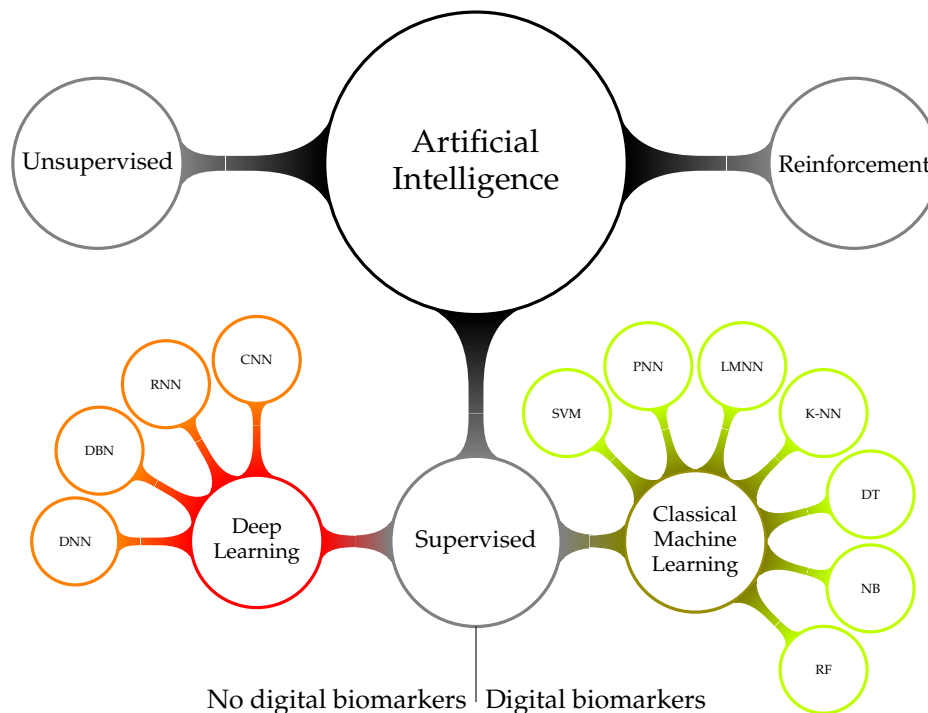 Artificial
Intelligence
Unsupervised
Reinforcement
CNN
RNN
DBN
DNN
Deep
Learning
Supervised
Classical
Machine
Learning
SVM
PNN
LMNN
K-NN
DT
NB
RF
No digital biomarkers
Digital biomarkers